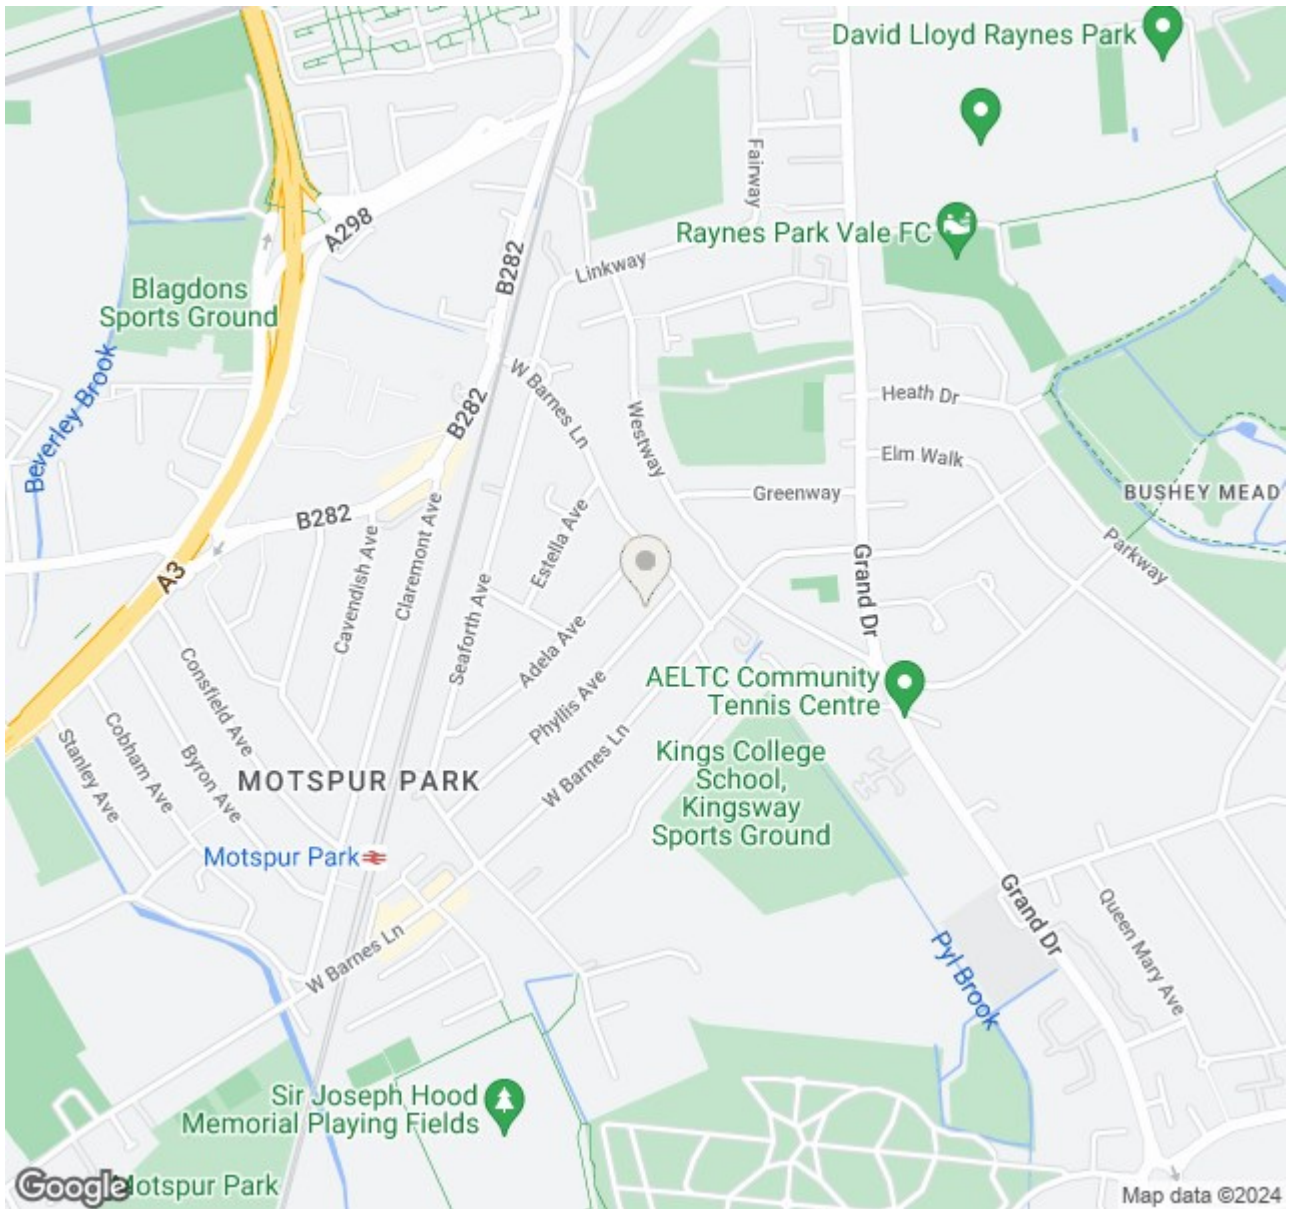 David Lloyd Raynes Park
Fairway
A298
Raynes Park Vale FC
B282
Linkway
Blagdons
Sports Ground
Beverley Brook
W Barnes Ln
Heath Dr
B282
Westway
Elm Walk
Greenway
BUSHEY MEAD
B282
Claremont Ave
Estella Ave
Cavendish Ave
Parkway
Grand Dr
A3
Seaforth Ave
Adela Ave
Consfield Ave
AELTC Community
Tennis Centre
Phyllis Ave
Cobham Ave
Stanley Ave
Byron Ave
W Barnes Ln
Kings College
School,
Kingsway
Sports Ground
MOTSPUR PARK
Motspur Park
Grand Dr
Queen Mary Ave
W Barnes Ln
Pyl Brook
Sir Joseph Hood
Memorial Playing Fields
Google
Motspur Park
Map data ©2024